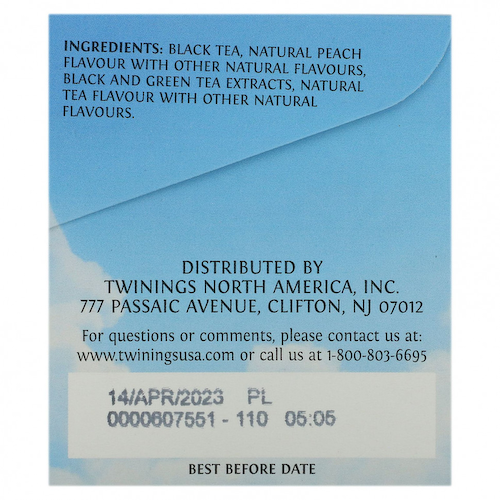 INGREDIENTS: BLACK TEA, NATURAL PEACH
FLAVOUR WITH OTHER NATURAL FLAVOURS,
BLACK AND GREEN TEA EXTRACTS, NATURAL
TEA FLAVOUR WITH OTHER NATURAL
FLAVOURS.
DISTRIBUTED BY
TWININGS NORTH AMERICA, INC.
777 PASSAIC AVENUE, CLIFTON, NJ 07012
For questions or comments, please contact us at:
www.twiningsusa.com or call us at 1-800-803-6695
14/APR/2023 PL
0000607551 - 110 05:05
BEST BEFORE DATE